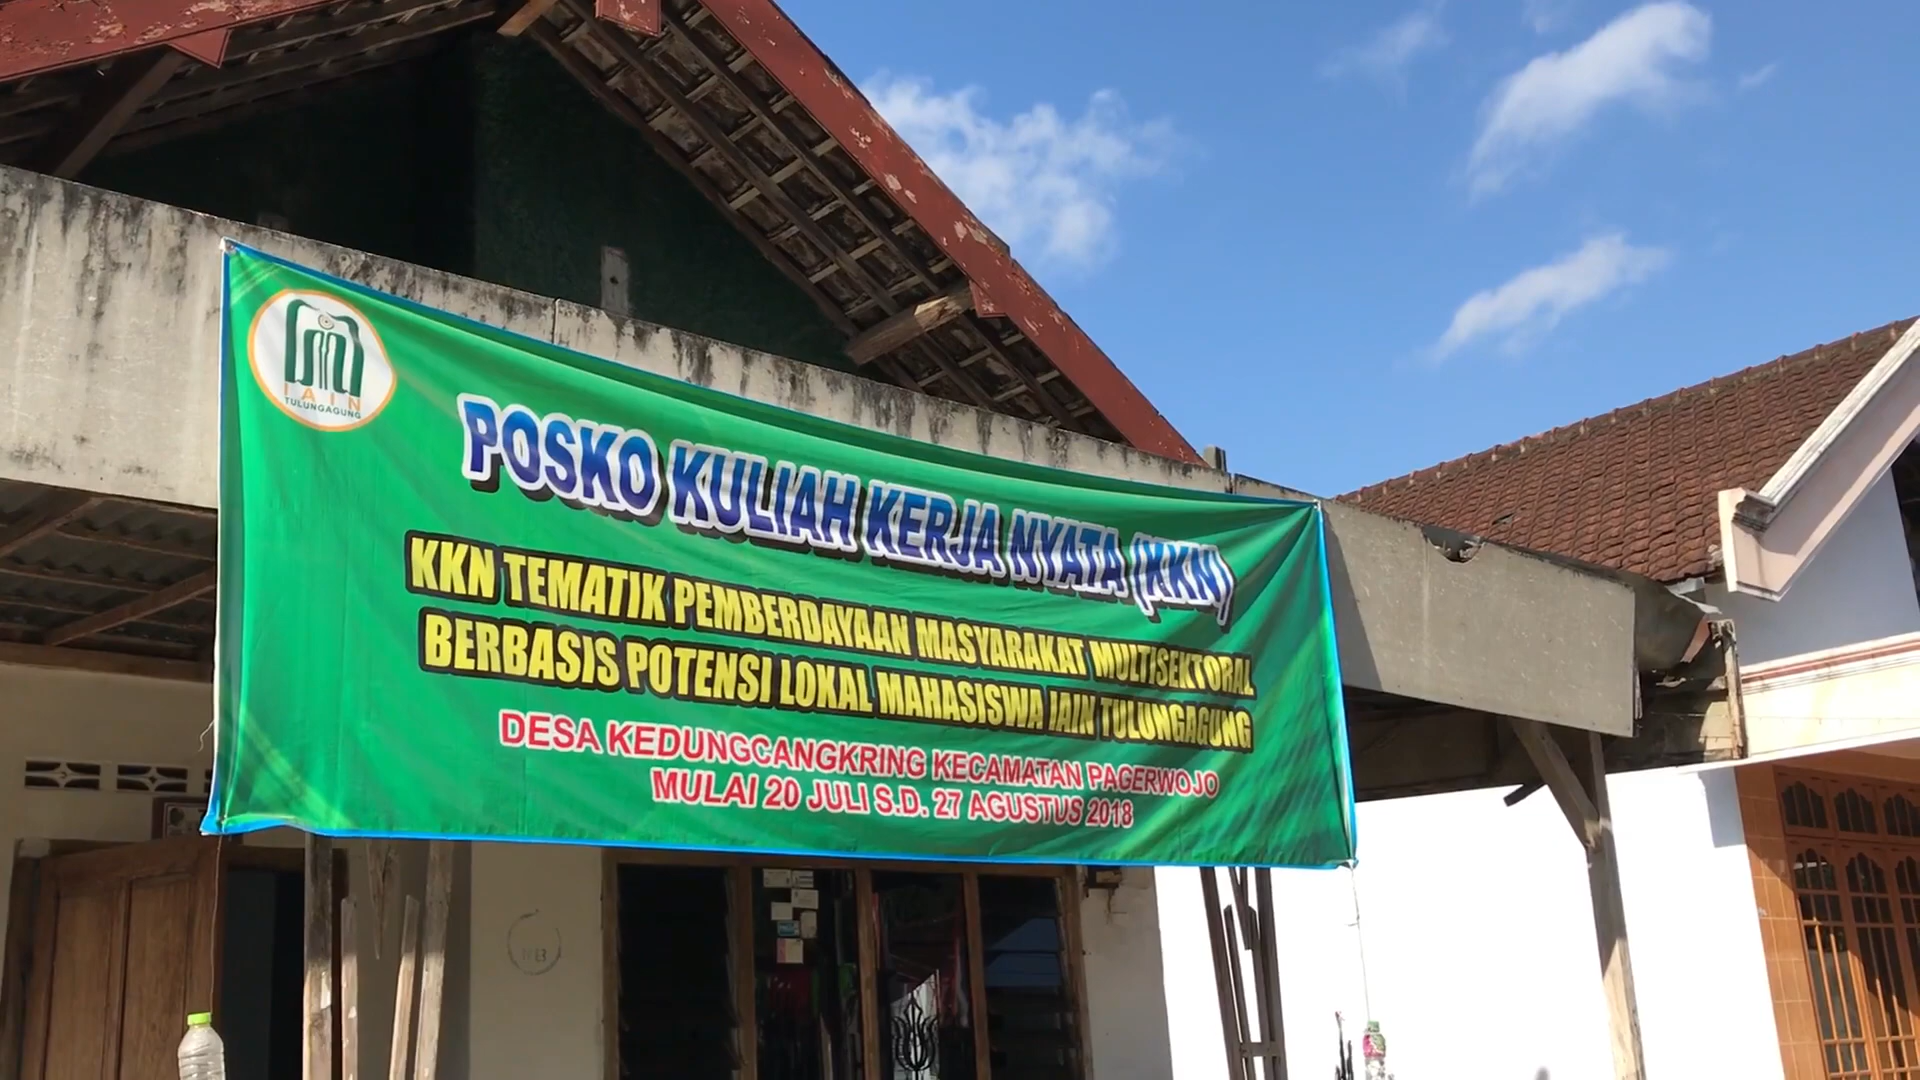 IAIN
TULUNGAGUNG
POSKO KULIAH KERJA NYATA (KKN)
KKN TEMATIK PEMBERDAYAAN MASYARAKAT MULTISEKTORAL
BERBASIS POTENSI LOKAL MAHASISWA IAIN TULUNGAGUNG
DESA KEDUNGCANGKRING KECAMATAN PAGERWOJO
MULAI 20 JULI S.D. 27 AGUSTUS 2018